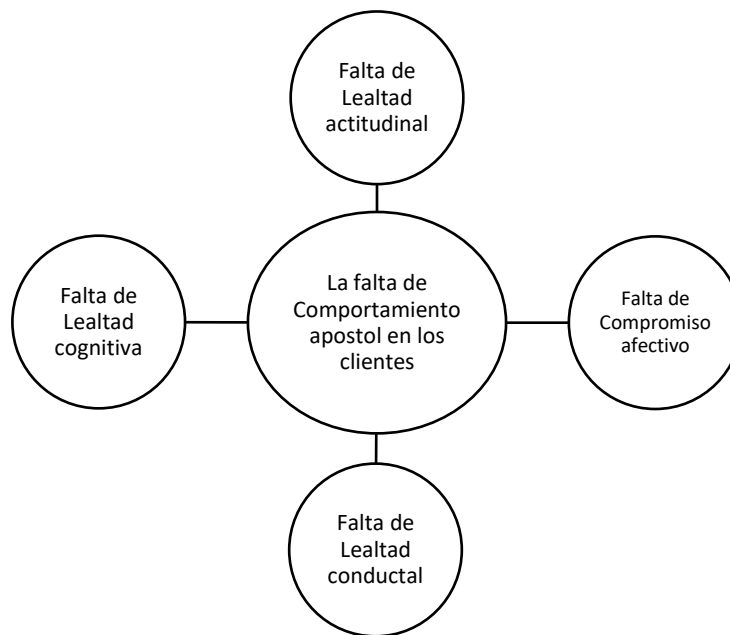 Falta de
Lealtad
actitudinal
Falta de
Lealtad
cognitiva
La falta de
Comportamiento
apostol en los
clientes
Falta de
Compromiso
afectivo
Falta de
Lealtad
conductal